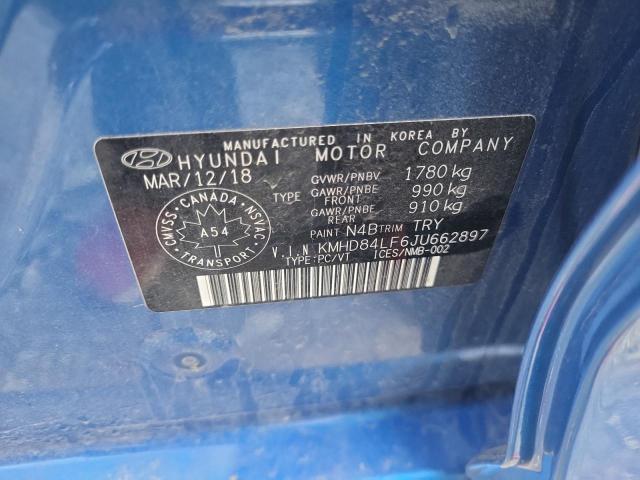 MANUFACTURED IN KOREA BY
HYUNDAI MOTOR COMPANY
MAR/12/18
GVWR/PNBV 1780 kg
TYPE GAWR/PNBE FRONT 990 kg
GAWR/PNBE REAR 910 kg
PAINT N4B TRIM TRY
V.I.N KMHD84LF6JU662897
TYPE:PC/VT ICES/NMB-002
CANADA
CMVSS A54 NSVAC
TRANSPORT